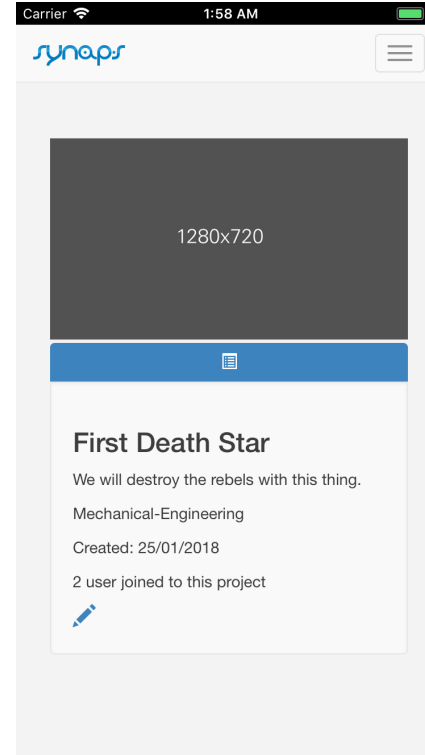 Carrier 1:58 AM
synaps
1280x720
First Death Star
We will destroy the rebels with this thing.
Mechanical-Engineering
Created: 25/01/2018
2 user joined to this project